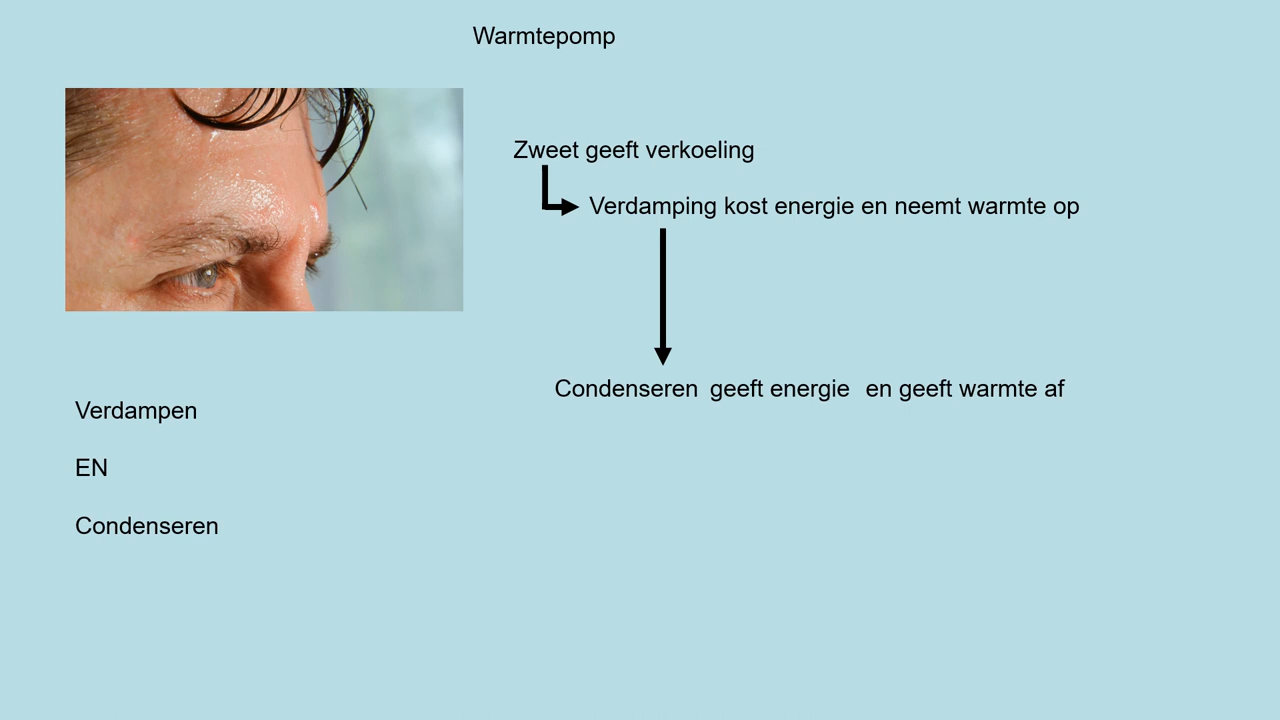 Warmtepomp
Zweet geeft verkoeling
Verdamping kost energie en neemt warmte op
Condenseren geeft energie en geeft warmte af
Verdampen
EN
Condenseren